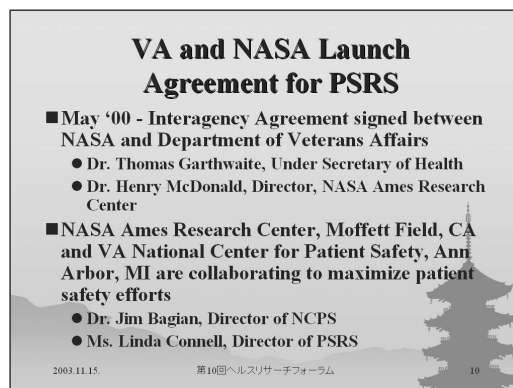 VA and NASA Launch
Agreement for PSRS
■May ‘00 - Interagency Agreement signed between
NASA and Department of Veterans Affairs
● Dr. Thomas Garthwaite, Under Secretary of Health
● Dr. Henry McDonald, Director, NASA Ames Research
Center
■NASA Ames Research Center, Moffett Field, CA
and VA National Center for Patient Safety, Ann
Arbor, MI are collaborating to maximize patient
safety efforts
● Dr. Jim Bagian, Director of NCPS
● Ms. Linda Connell, Director of PSRS
2003.11.15. 第10回ヘルスリサーチフォーラム 10